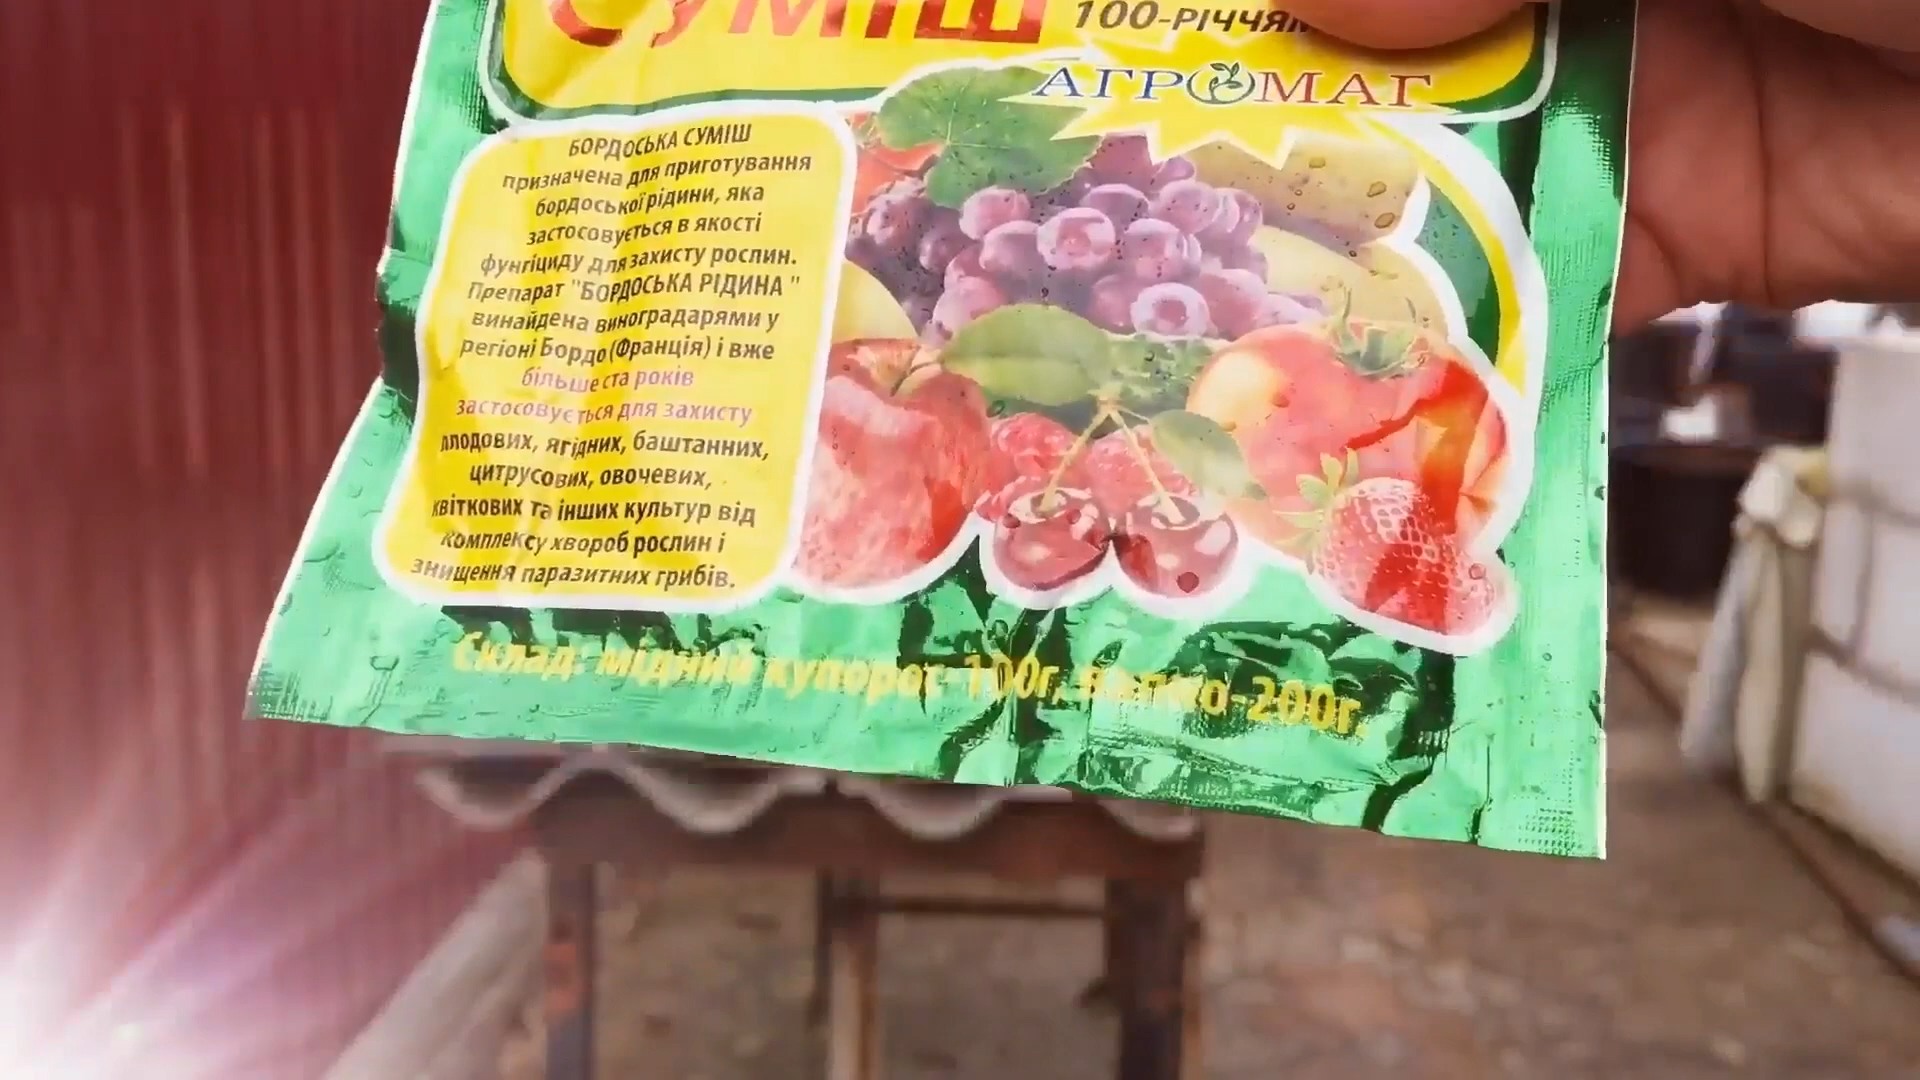 Суміш
100-РІЧЧЯМ
АГРОМАГ
БОРДОСЬКА СУМІШ
призначена для приготування
бордоської рідини, яка
застосовується в якості
фунгіциду для захисту рослин.
Препарат "БОРДОСЬКА РІДИНА "
винайдена виноградарями у
регіоні Бордо (Франція) і вже
більше ста років
застосовується для захисту
плодових, ягідних, баштанних,
цитрусових, овочевих,
квіткових та інших культур від
комплексу хвороб рослин і
знищення паразитних грибів.
Склад: мідний купорос-100г, вапно-200г.